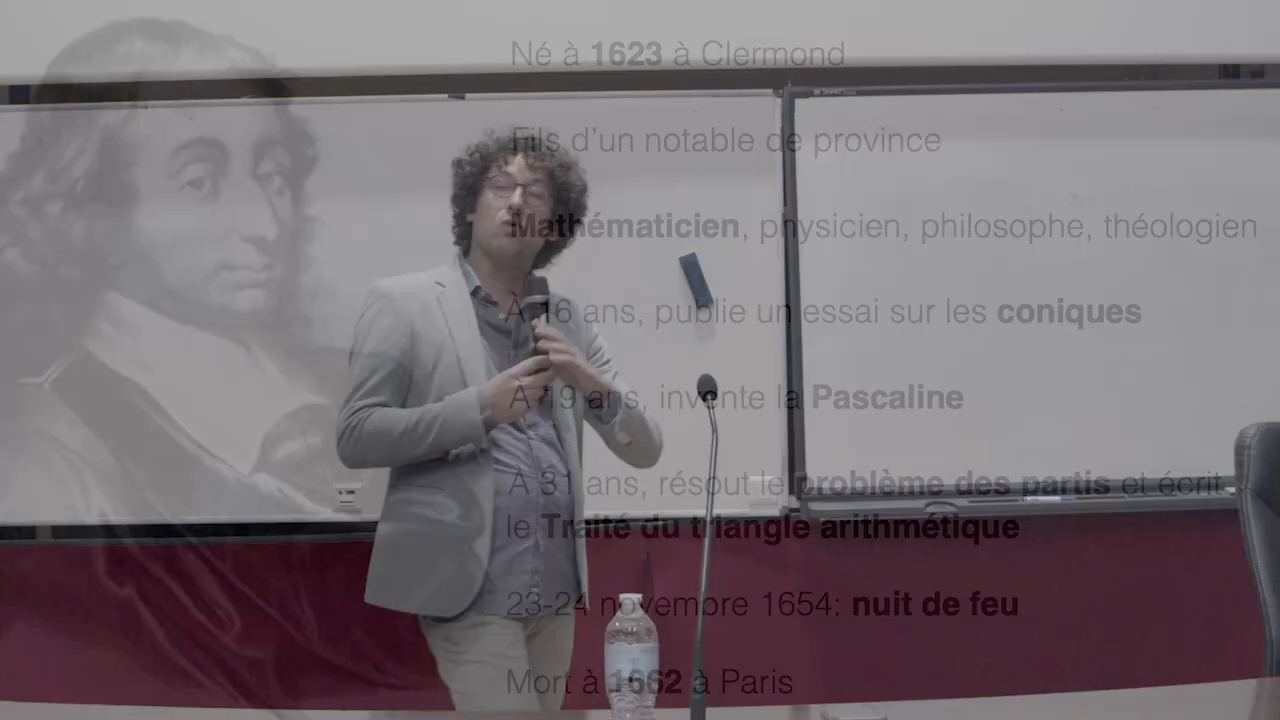 Né à 1623 à Clermond
Fils d'un notable de province
Mathématicien, physicien, philosophe, théologien
A 16 ans, publie un essai sur les coniques
A 19 ans, invente la Pascaline
A 31 ans, résout le problème des partis et écrit
le Traité du triangle arithmétique
23-24 novembre 1654: nuit de feu
Mort à 1662 à Paris